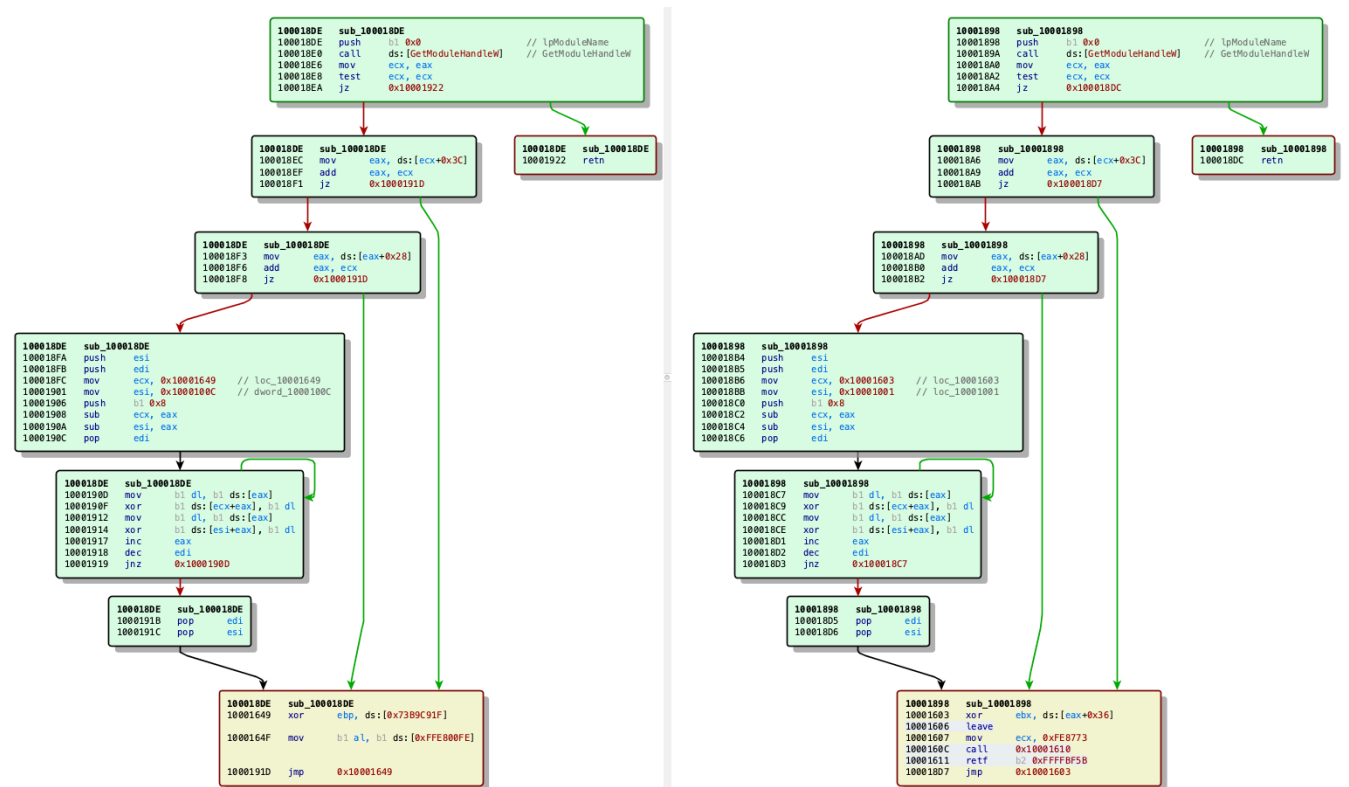 100018DE sub_100018DE
100018DE push b1 0x0 // lpModuleName
100018E0 call ds:[GetModuleHandleW] // GetModuleHandleW
100018E6 mov ecx, eax
100018E8 test ecx, ecx
100018EA jz 0x10001922
100018DE sub_100018DE
100018EC mov eax, ds:[ecx+0x3C]
100018EF add eax, ecx
100018F1 jz 0x1000191D
100018DE sub_100018DE
10001922 retn
100018DE sub_100018DE
100018F3 mov eax, ds:[eax+0x28]
100018F6 add eax, ecx
100018F8 jz 0x1000191D
100018DE sub_100018DE
100018FA push esi
100018FB push edi
100018FC mov ecx, 0x10001649 // loc_10001649
10001901 mov esi, 0x1000100C // dword_1000100C
10001906 push b1 0x8
10001908 sub ecx, eax
1000190A sub esi, eax
1000190C pop edi
100018DE sub_100018DE
1000190D mov b1 dl, b1 ds:[eax]
1000190F xor b1 ds:[ecx+eax], b1 dl
10001912 mov b1 dl, b1 ds:[eax]
10001914 xor b1 ds:[esi+eax], b1 dl
10001917 inc eax
10001918 dec edi
10001919 jnz 0x1000190D
100018DE sub_100018DE
1000191B pop edi
1000191C pop esi
100018DE sub_100018DE
10001649 xor ebp, ds:[0x73B9C91F]
1000164F mov b1 al, b1 ds:[0xFFE800FE]
1000191D jmp 0x10001649
10001898 sub_10001898
10001898 push b1 0x0 // lpModuleName
1000189A call ds:[GetModuleHandleW] // GetModuleHandleW
100018A0 mov ecx, eax
100018A2 test ecx, ecx
100018A4 jz 0x100018DC
10001898 sub_10001898
100018A6 mov eax, ds:[ecx+0x3C]
100018A9 add eax, ecx
100018AB jz 0x100018D7
10001898 sub_10001898
100018DC retn
10001898 sub_10001898
100018AD mov eax, ds:[eax+0x28]
100018B0 add eax, ecx
100018B2 jz 0x100018D7
10001898 sub_10001898
100018B4 push esi
100018B5 push edi
100018B6 mov ecx, 0x10001603 // loc_10001603
100018BB mov esi, 0x10001001 // loc_10001001
100018C0 push b1 0x8
100018C2 sub ecx, eax
100018C4 sub esi, eax
100018C6 pop edi
10001898 sub_10001898
100018C7 mov b1 dl, b1 ds:[eax]
100018C9 xor b1 ds:[ecx+eax], b1 dl
100018CC mov b1 dl, b1 ds:[eax]
100018CE xor b1 ds:[esi+eax], b1 dl
100018D1 inc eax
100018D2 dec edi
100018D3 jnz 0x100018C7
10001898 sub_10001898
100018D5 pop edi
100018D6 pop esi
10001898 sub_10001898
10001603 xor ebx, ds:[eax+0x36]
10001606 leave
10001607 mov ecx, 0xFE8773
1000160C call 0x10001610
10001611 retf b2 0xFFFFBF5B
100018D7 jmp 0x10001603